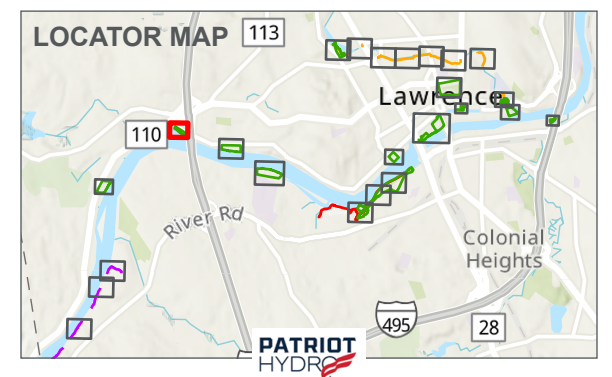 LOCATOR MAP
113
Lawrence
110
River Rd
Colonial
Heights
495
28
PATRIOT
HYDRO